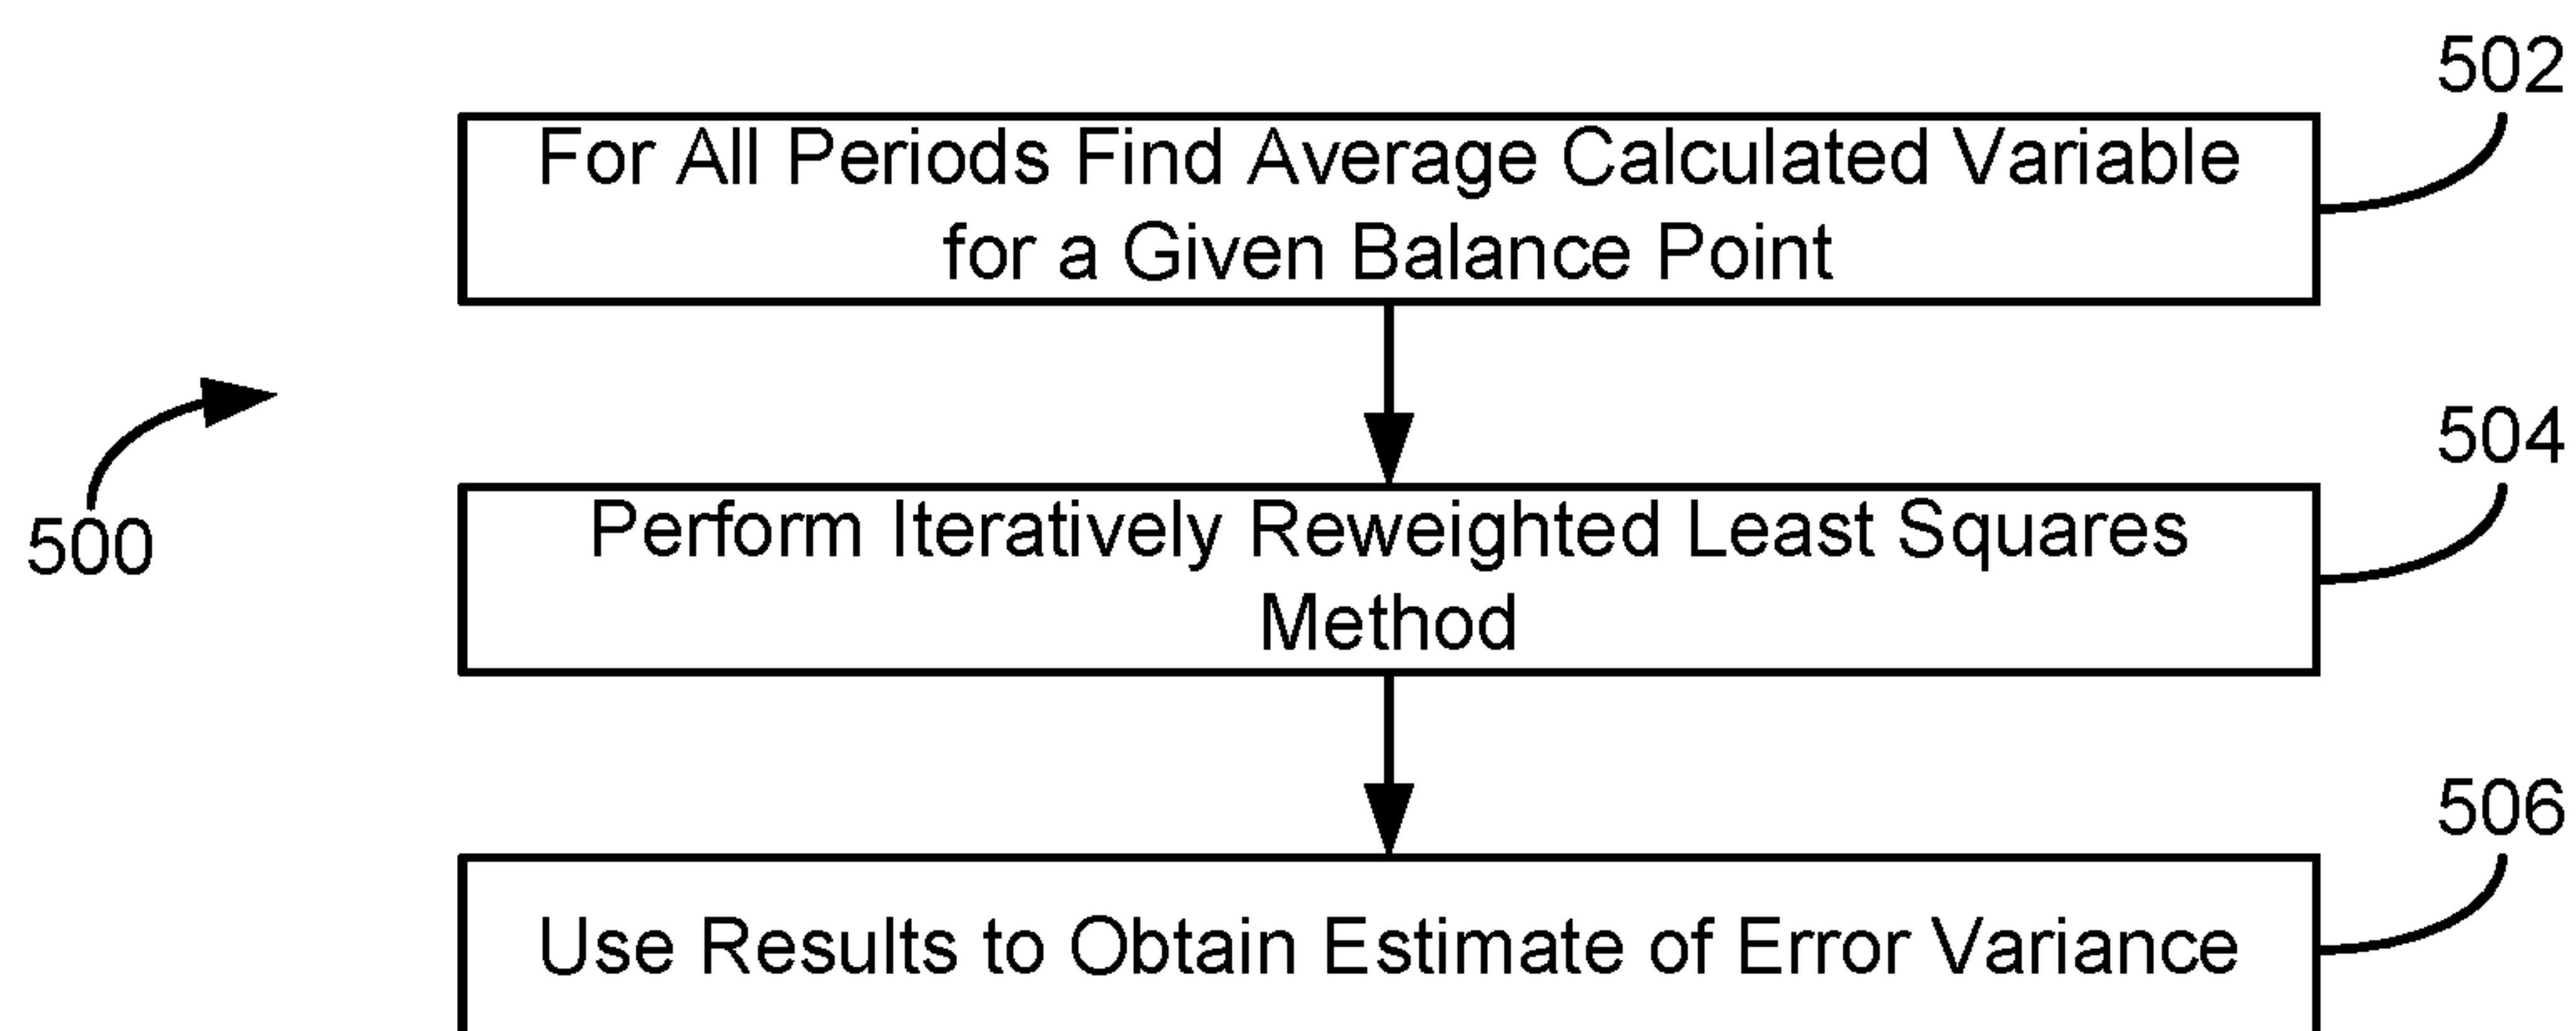 502
For All Periods Find Average Calculated Variable
for a Given Balance Point
504
Perform Iteratively Reweighted Least Squares
Method
500
506
Use Results to Obtain Estimate of Error Variance